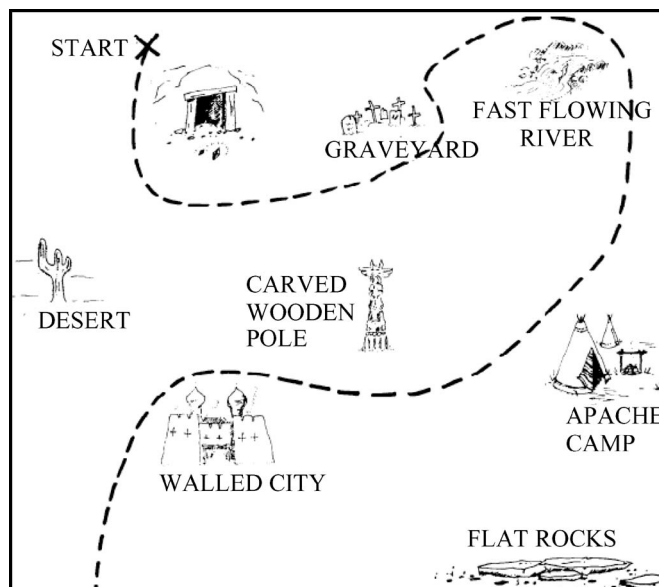 START
FAST FLOWING
RIVER
GRAVEYARD
DESERT
CARVED
WOODEN
POLE
APACHE
CAMP
WALLED CITY
FLAT ROCKS